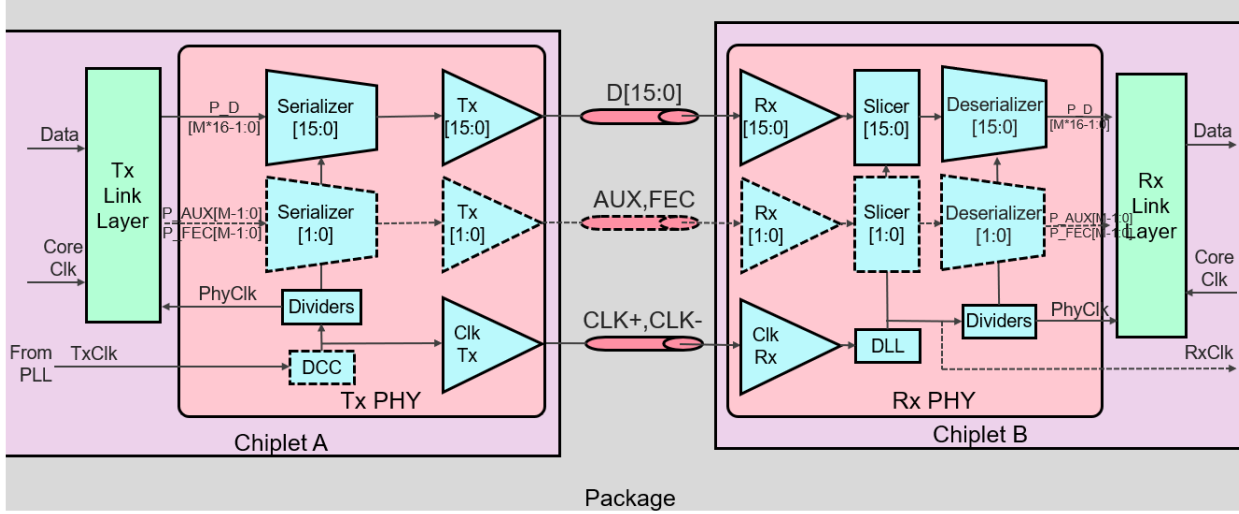 Data
Core
Clk
From
PLL
TxClk
Tx
Link
Layer
P_D
[M*16-1:0]
P_AUX[M-1:0]
P_FEC[M-1:0]
PhyClk
Serializer
[15:0]
Serializer
[1:0]
Dividers
DCC
Tx
[15:0]
Tx
[1:0]
Clk
Tx
Tx PHY
Chiplet A
D[15:0]
AUX,FEC
CLK+,CLK-
Rx
[15:0]
Rx
[1:0]
Clk
Rx
Slicer
[15:0]
Slicer
[1:0]
DLL
Deserializer
[15:0]
Deserializer
[1:0]
Dividers
P_D
[M*16-1:0]
P_AUX[M-1:0]
P_FEC[M-1:0]
PhyClk
Rx PHY
Chiplet B
Rx
Link
Layer
Data
Core
Clk
RxClk
Package